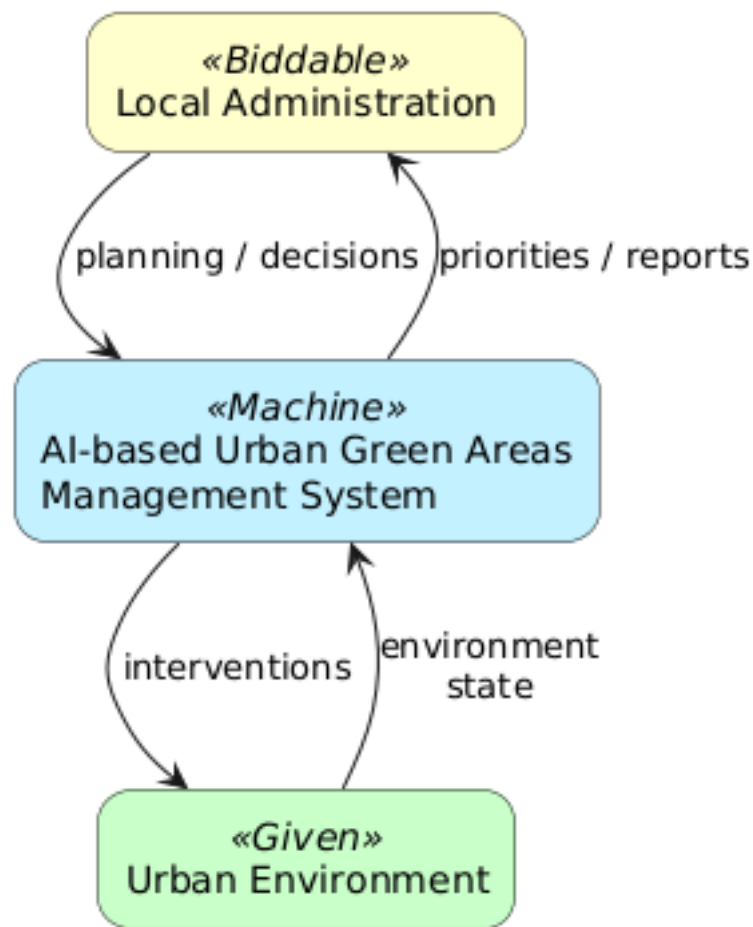 «Biddable»
Local Administration
planning / decisions
priorities / reports
«Machine»
AI-based Urban Green Areas
Management System
interventions
environment
state
«Given»
Urban Environment